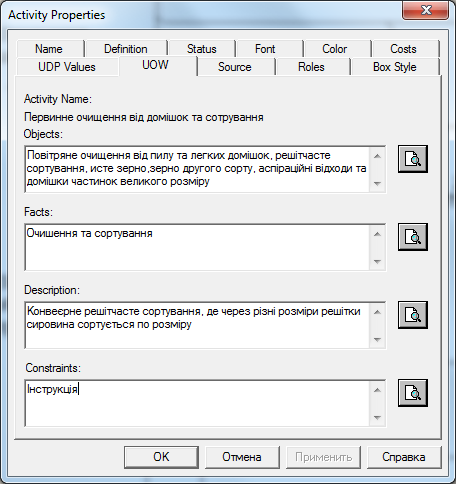 Activity Properties
Name Definition Status Font Color Costs
UDP Values UOW Source Roles Box Style
Activity Name:
Первинне очищення від домішок та сотрування
Objects:
Повітряне очищення від пилу та легких домішок, решітчасте
сортування, исте зерно,зерно другого сорту, аспіраційні відходи та
домішки частинок великого розміру
Facts:
Очишення та сортування
Description:
Конвеєрне решітчасте сортування, де через різні розміри решітки
сировина сортується по розміру
Constraints:
Інструкція
OK Отмена Применить Справка